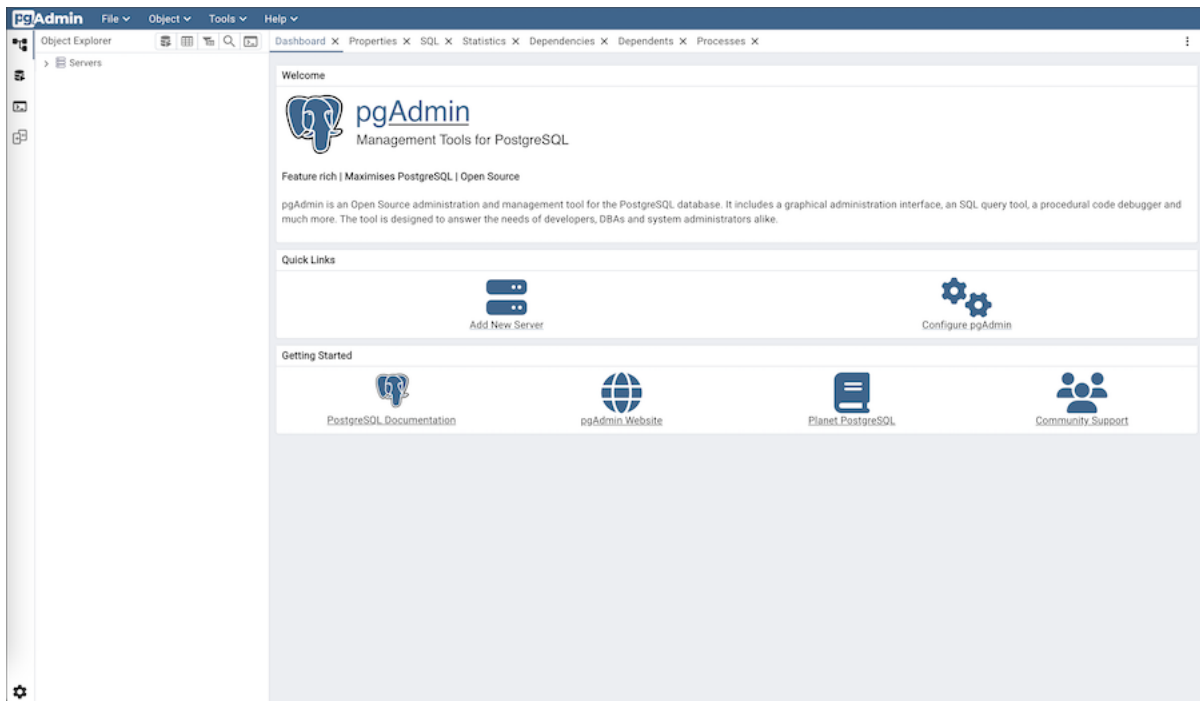 pgAdmin File Object Tools Help
Object Explorer
Servers
Dashboard Properties SQL Statistics Dependencies Dependents Processes
Welcome
pgAdmin
Management Tools for PostgreSQL
Feature rich | Maximises PostgreSQL | Open Source
pgAdmin is an Open Source administration and management tool for the PostgreSQL database. It includes a graphical administration interface, an SQL query tool, a procedural code debugger and
much more. The tool is designed to answer the needs of developers, DBAs and system administrators alike.
Quick Links
Add New Server Configure pgAdmin
Getting Started
PostgreSQL Documentation pgAdmin Website Planet PostgreSQL Community Support